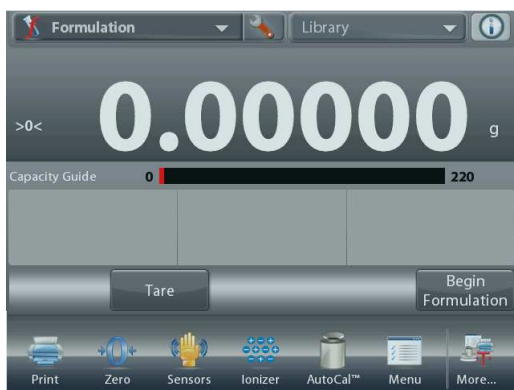 Formulation Library
>0< 0.00000 g
Capacity Guide 0 220
Tare Begin Formulation
Print Zero Sensors Ionizer AutoCal™ Menu More...